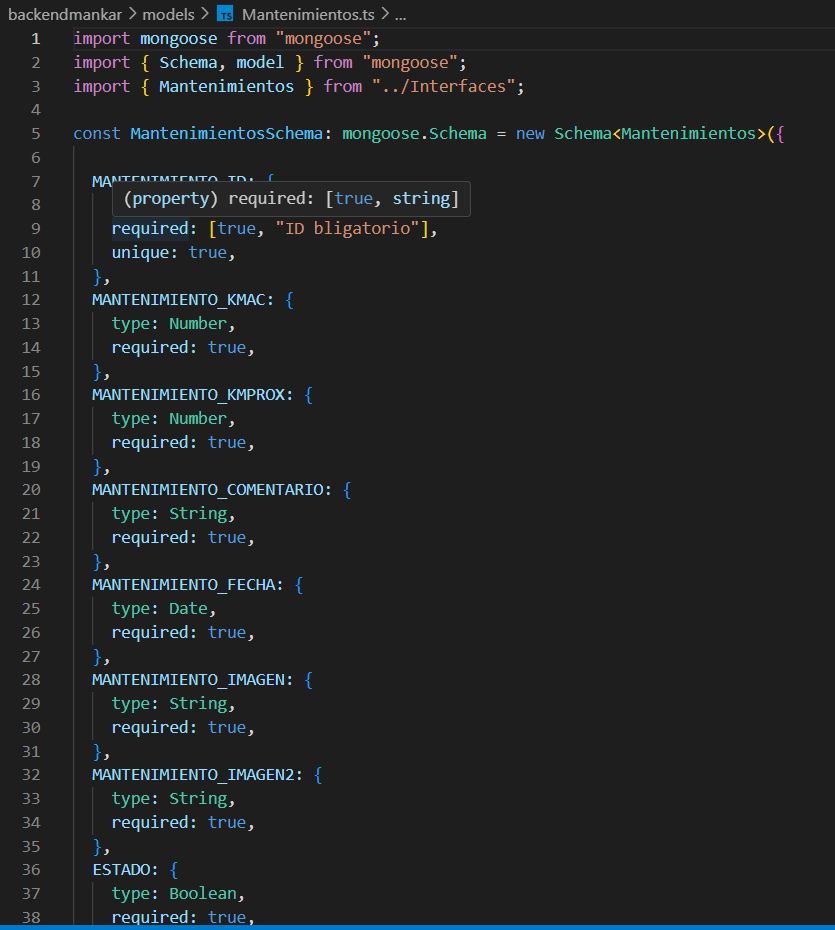 backendmankar > models > TS Mantenimientos.ts > ...
1 import mongoose from "mongoose";
2 import { Schema, model } from "mongoose";
3 import { Mantenimientos } from "../Interfaces";
4
5 const MantenimientosSchema: mongoose.Schema = new Schema<Mantenimientos>({
6
7 MANTENIMIENTO_ID: {
8 (property) required: [true, string]
9 required: [true, "ID bligatorio"],
10 unique: true,
11 },
12 MANTENIMIENTO_KMAC: {
13 type: Number,
14 required: true,
15 },
16 MANTENIMIENTO_KMPROX: {
17 type: Number,
18 required: true,
19 },
20 MANTENIMIENTO_COMENTARIO: {
21 type: String,
22 required: true,
23 },
24 MANTENIMIENTO_FECHA: {
25 type: Date,
26 required: true,
27 },
28 MANTENIMIENTO_IMAGEN: {
29 type: String,
30 required: true,
31 },
32 MANTENIMIENTO_IMAGEN2: {
33 type: String,
34 required: true,
35 },
36 ESTADO: {
37 type: Boolean,
38 required: true,